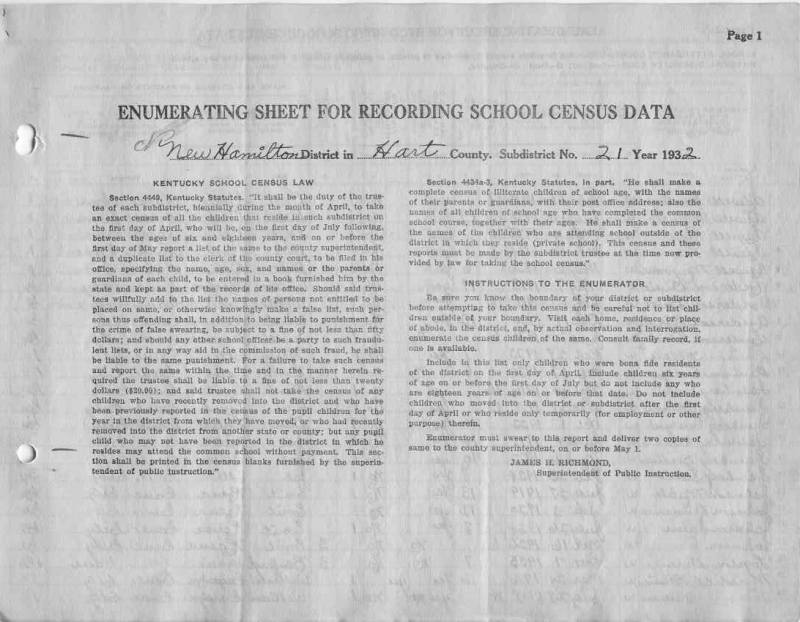 Page 1
ENUMERATING SHEET FOR RECORDING SCHOOL CENSUS DATA
New Hamilton District in Hart County. Subdistrict No. 21 Year 1932
KENTUCKY SCHOOL CENSUS LAW
Section 4449, Kentucky Statutes. "It shall be the duty of the trus-
tee of each subdistrict, biennially during the month of April, to take
an exact census of all the children that reside in such subdistrict on
the first day of April, who will be, on the first day of July following,
between the ages of six and eighteen years, and on or before the
first day of May report a list of the same to the county superintendent,
and a duplicate list to the clerk of the county court, to be filed in his
office, specifying the name, age, sex, and names or the parents or
guardians of each child, to be entered in a book furnished him by the
state and kept as part of the records of his office. Should said trus-
tees willfully add to the list the names of persons not entitled to be
placed on same, or otherwise knowingly make a false list, such per-
sons thus offending shall, in addition to being liable to punishment for
the crime of false swearing, be subject to a fine of not less than fifty
dollars; and should any other school officer be a party to such fraudu-
lent lists, or in any way aid in the commission of such fraud, he shall
be liable to the same punishment. For a failure to take such census
and report the same within the time and in the manner herein re-
quired the trustee shall be liable to a fine of not less than twenty
dollars ($20.00); and said trustee shall not take the census of any
children who have recently removed into the district and who have
been previously reported in the census of the pupil children for the
year in the district from which they have moved, or who had recently
removed into the district from another state or county; but any pupil
child who may not have been reported in the district in which he
resides may attend the common school without payment. This sec-
tion shall be printed in the census blanks furnished by the superin-
tendent of public instruction."
Section 4434a-3, Kentucky Statutes, in part. "He shall make a
complete census of illiterate children of school age, with the names
of their parents or guardians, with their post office address; also the
names of all children of school age who have completed the common
school course, together with their ages. He shall make a census of
the names of the children who are attending school outside of the
district in which they reside (private school). This census and these
reports must be made by the subdistrict trustee at the time now pro-
vided by law for taking the school census."
INSTRUCTIONS TO THE ENUMERATOR
Be sure you know the boundary of your district or subdistrict
before attempting to take this census and be careful not to list chil-
dren outside of your boundary. Visit each home, residence or place
of abode, in the district, and, by actual observation and interrogation,
enumerate the census children of the same. Consult family record, if
one is available.
Include in this list only children who were bona fide residents
of the district on the first day of April. Include children six years
of age on or before the first day of July but do not include any who
are eighteen years of age on or before that date. Do not include
children who moved into the district or subdistrict after the first
day of April or who reside only temporarily (for employment or other
purpose) therein.
Enumerator must swear to this report and deliver two copies of
same to the county superintendent, on or before May 1.
JAMES H. RICHMOND,
Superintendent of Public Instruction.